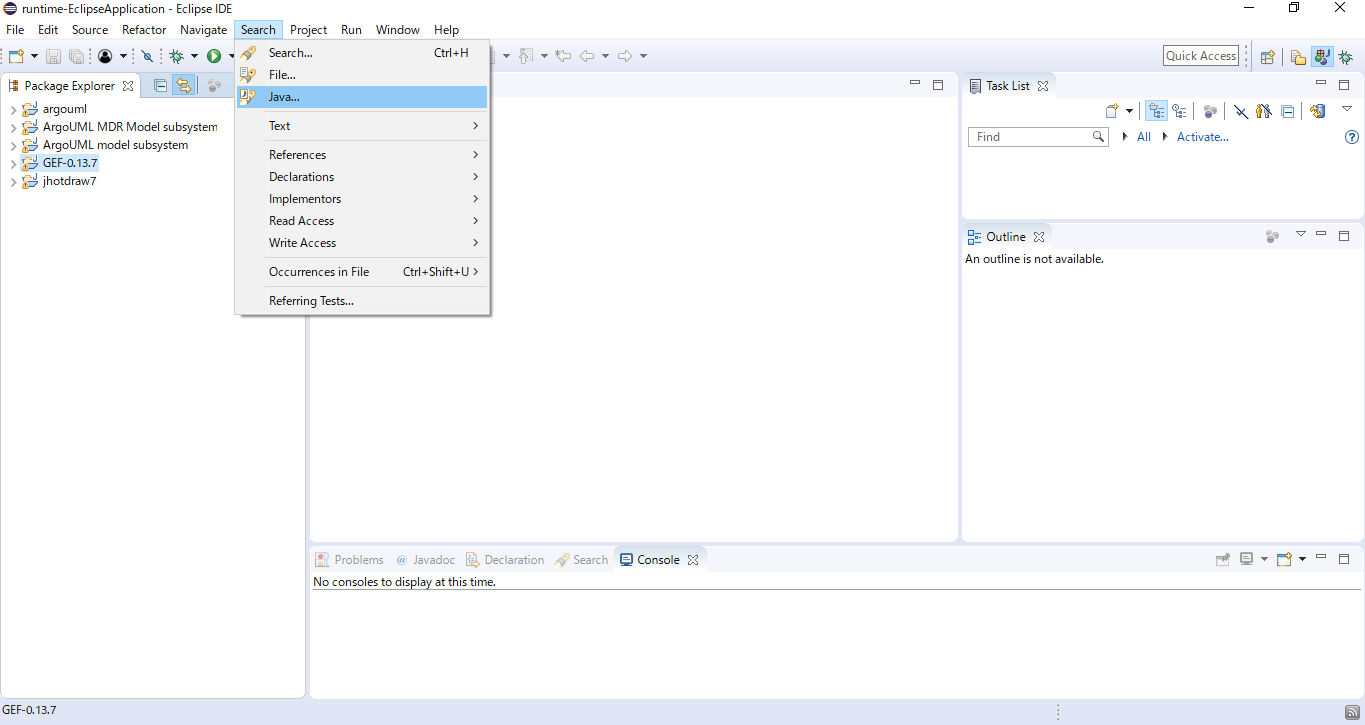 runtime-EclipseApplication - Eclipse IDE
File Edit Source Refactor Navigate Search Project Run Window Help
Quick Access
Search... Ctrl+H
File...
Java...
Text
References
Declarations
Implementors
Read Access
Write Access
Occurrences in File Ctrl+Shift+U
Referring Tests...
Package Explorer
argouml
ArgoUML MDR Model subsystem
ArgoUML model subsystem
GEF-0.13.7
jhotdraw7
Task List
Find All Activate...
Outline
An outline is not available.
Problems @ Javadoc Declaration Search Console
No consoles to display at this time.
GEF-0.13.7